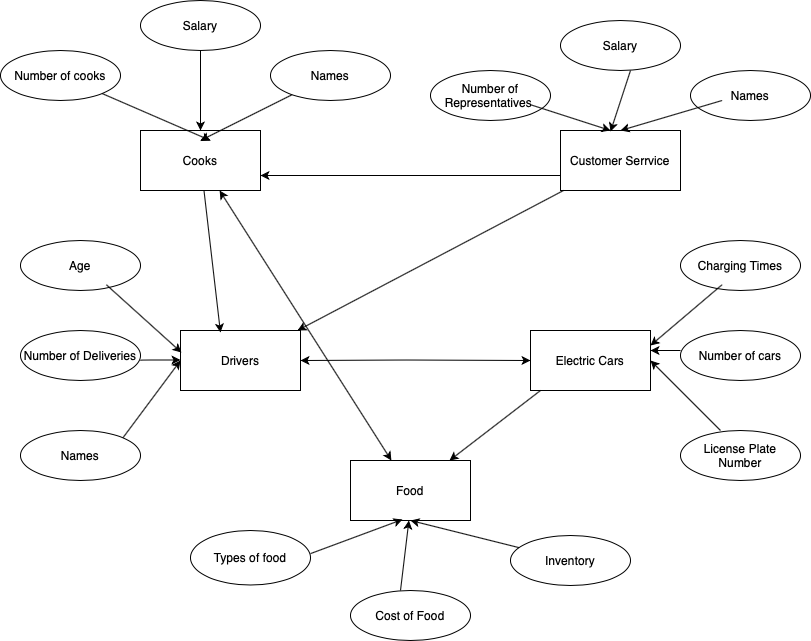 Salary
Number of cooks
Names
Salary
Number of
Representatives
Names
Cooks
Customer Serrvice
Age
Charging Times
Number of Deliveries
Drivers
Electric Cars
Number of cars
Names
License Plate
Number
Food
Types of food
Inventory
Cost of Food